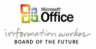 Microsoft
Office
information worker
BOARD OF THE FUTURE